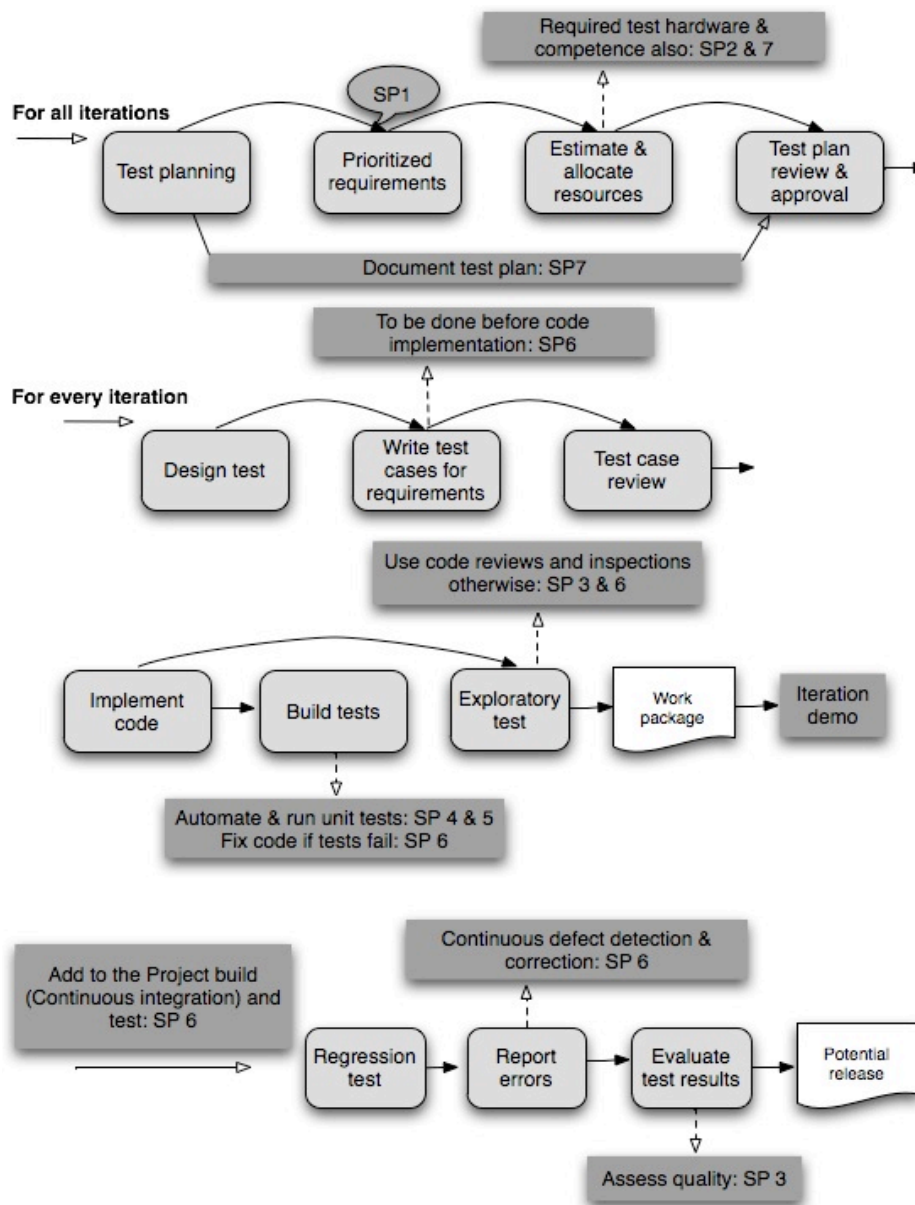 Required test hardware &
competence also: SP2 & 7
SP1
For all iterations
Test planning
Prioritized
requirements
Estimate &
allocate
resources
Test plan
review &
approval
Document test plan: SP7
To be done before code
implementation: SP6
For every iteration
Design test
Write test
cases for
requirements
Test case
review
Use code reviews and inspections
otherwise: SP 3 & 6
Implement
code
Build tests
Exploratory
test
Work
package
Iteration
demo
Automate & run unit tests: SP 4 & 5
Fix code if tests fail: SP 6
Continuous defect detection &
correction: SP 6
Add to the Project build
(Continuous integration) and
test: SP 6
Regression
test
Report
errors
Evaluate
test results
Potential
release
Assess quality: SP 3